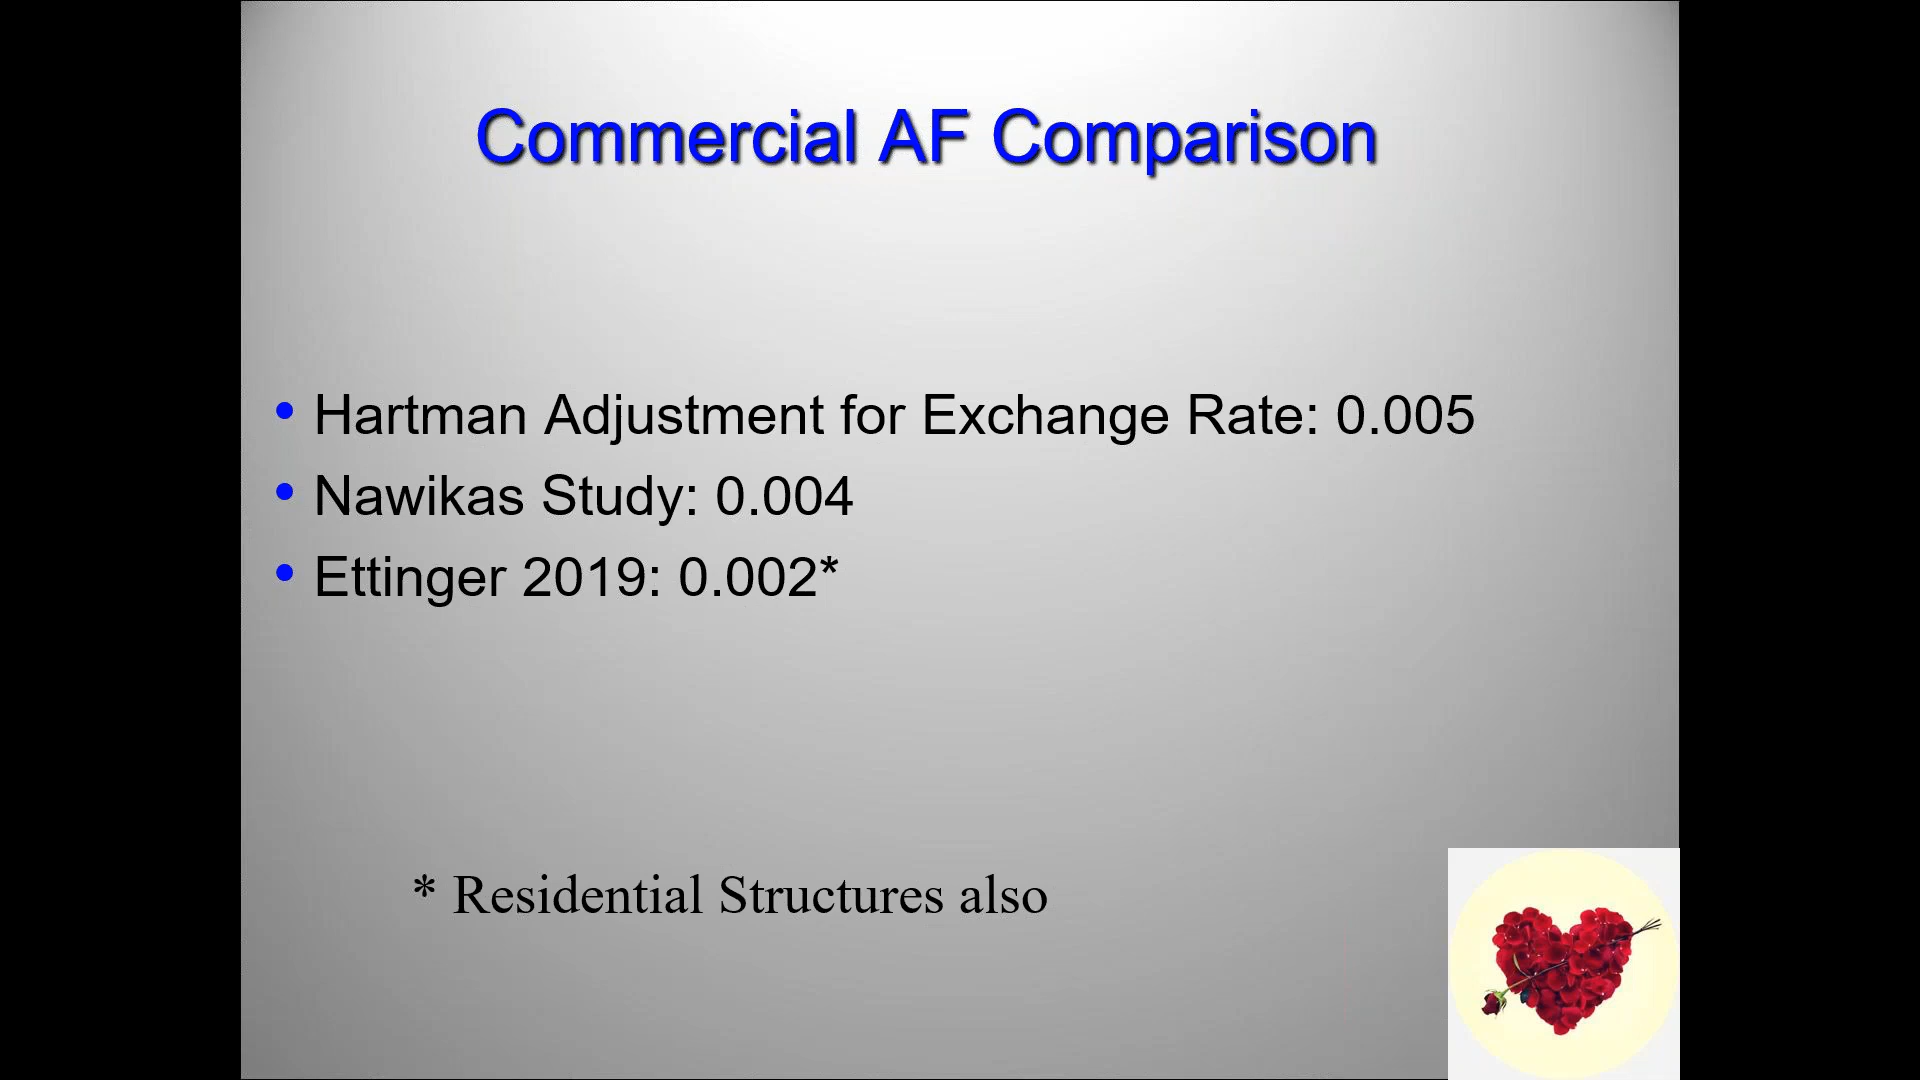 Commercial AF Comparison
• Hartman Adjustment for Exchange Rate: 0.005
• Nawikas Study: 0.004
• Ettinger 2019: 0.002*
* Residential Structures also